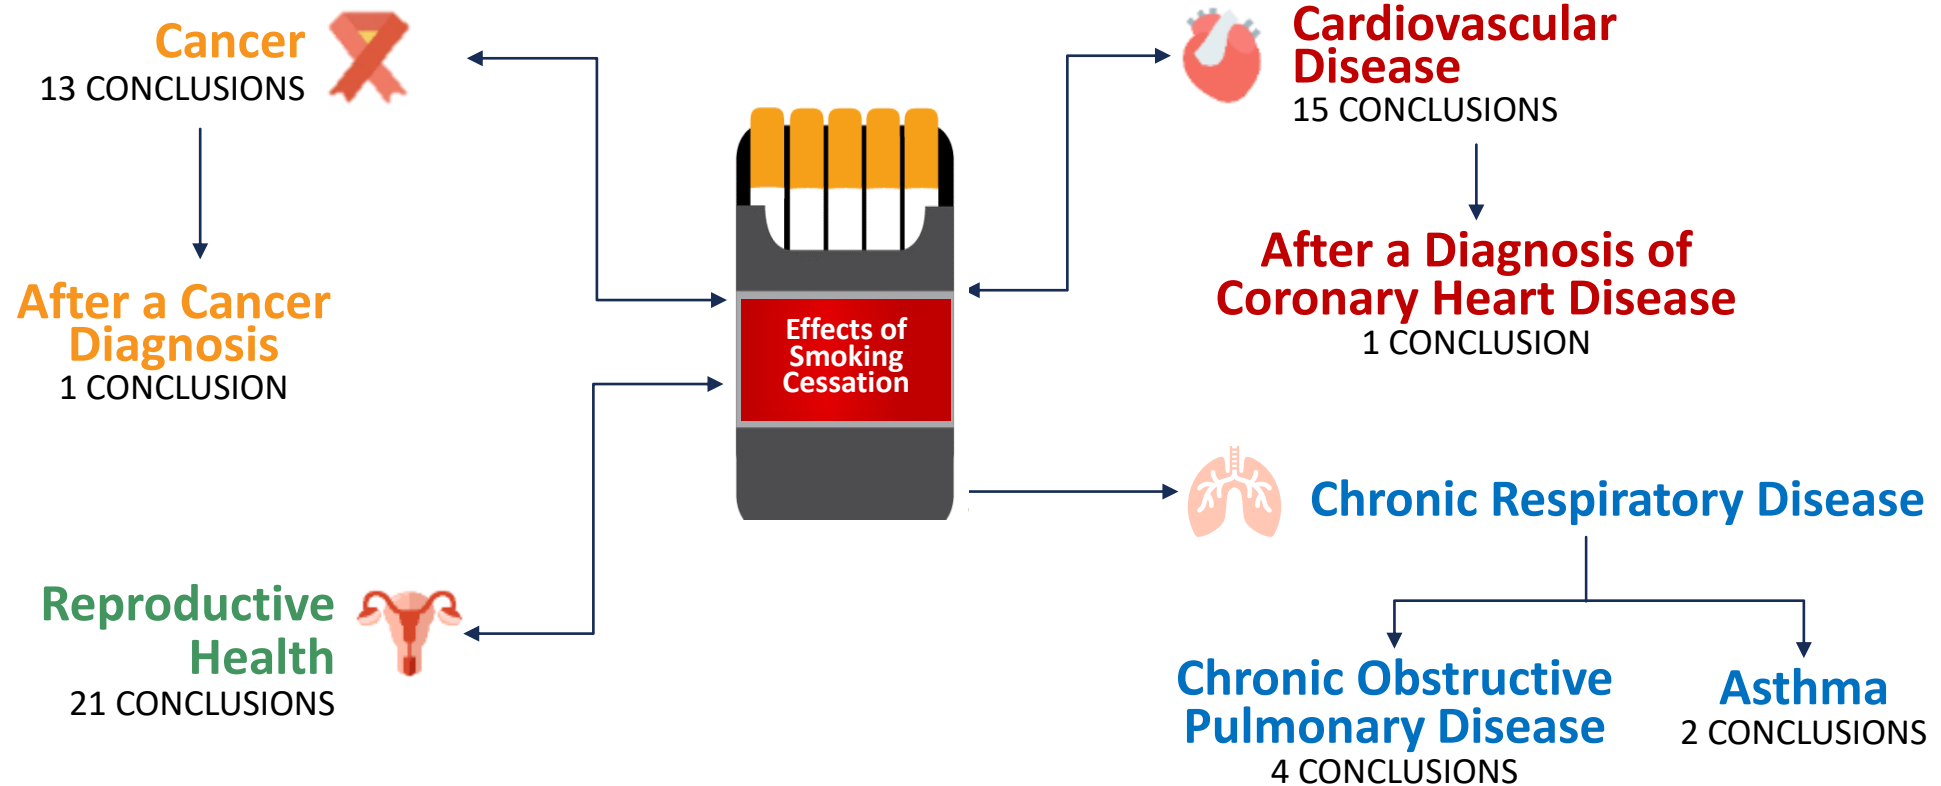 Cancer
13 CONCLUSIONS
After a Cancer
Diagnosis
1 CONCLUSION
Reproductive
Health
21 CONCLUSIONS
Effects of
Smoking
Cessation
Cardiovascular
Disease
15 CONCLUSIONS
After a Diagnosis of
Coronary Heart Disease
1 CONCLUSION
Chronic Respiratory Disease
Chronic Obstructive
Pulmonary Disease
4 CONCLUSIONS
Asthma
2 CONCLUSIONS